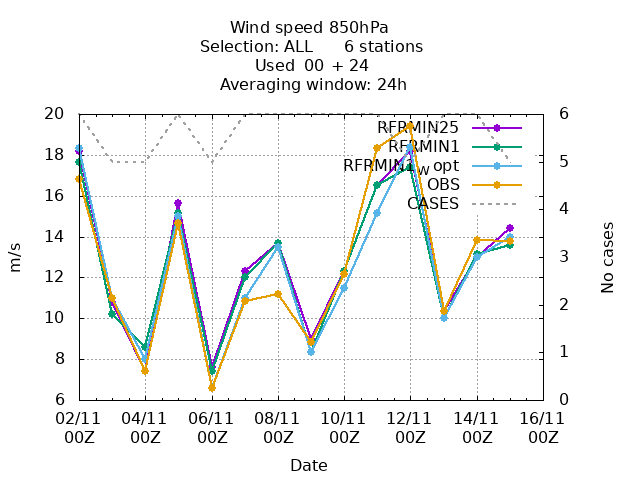 Wind speed 850hPa
Selection: ALL 6 stations
Used 00 + 24
Averaging window: 24h
m/s
No cases
20
18
16
14
12
10
8
6
6
5
4
3
2
1
0
RFRMIN25
RFRMIN1
RFRMIN1_W opt
OBS
CASES
02/11 04/11 06/11 08/11 10/11 12/11 14/11 16/11
00Z 00Z 00Z 00Z 00Z 00Z 00Z 00Z
Date